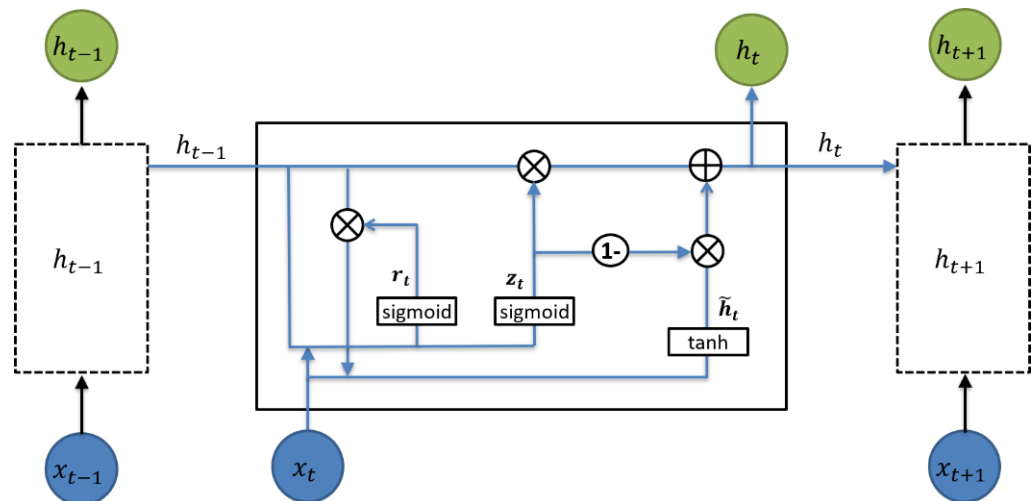 h_{t-1}
h_t
h_{t+1}
h_{t-1}
h_t
h_{t-1}
1-
h_{t+1}
r_t
z_t
h̃_t
sigmoid
sigmoid
tanh
x_{t-1}
x_t
x_{t+1}